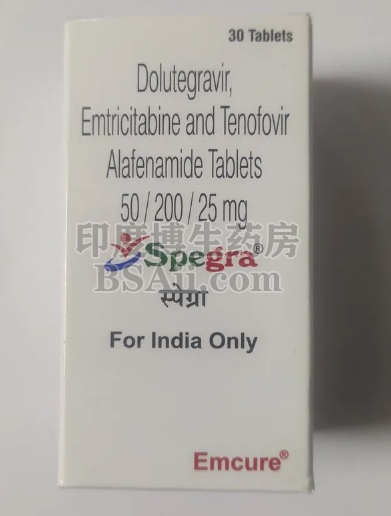 30 Tablets
Dolutegravir,
Emtricitabine and Tenofovir
Alafenamide Tablets
50 / 200 / 25 mg
印度博生药房
Spegra®
BSAii.com
स्पेग्रा
For India Only
Emcure®